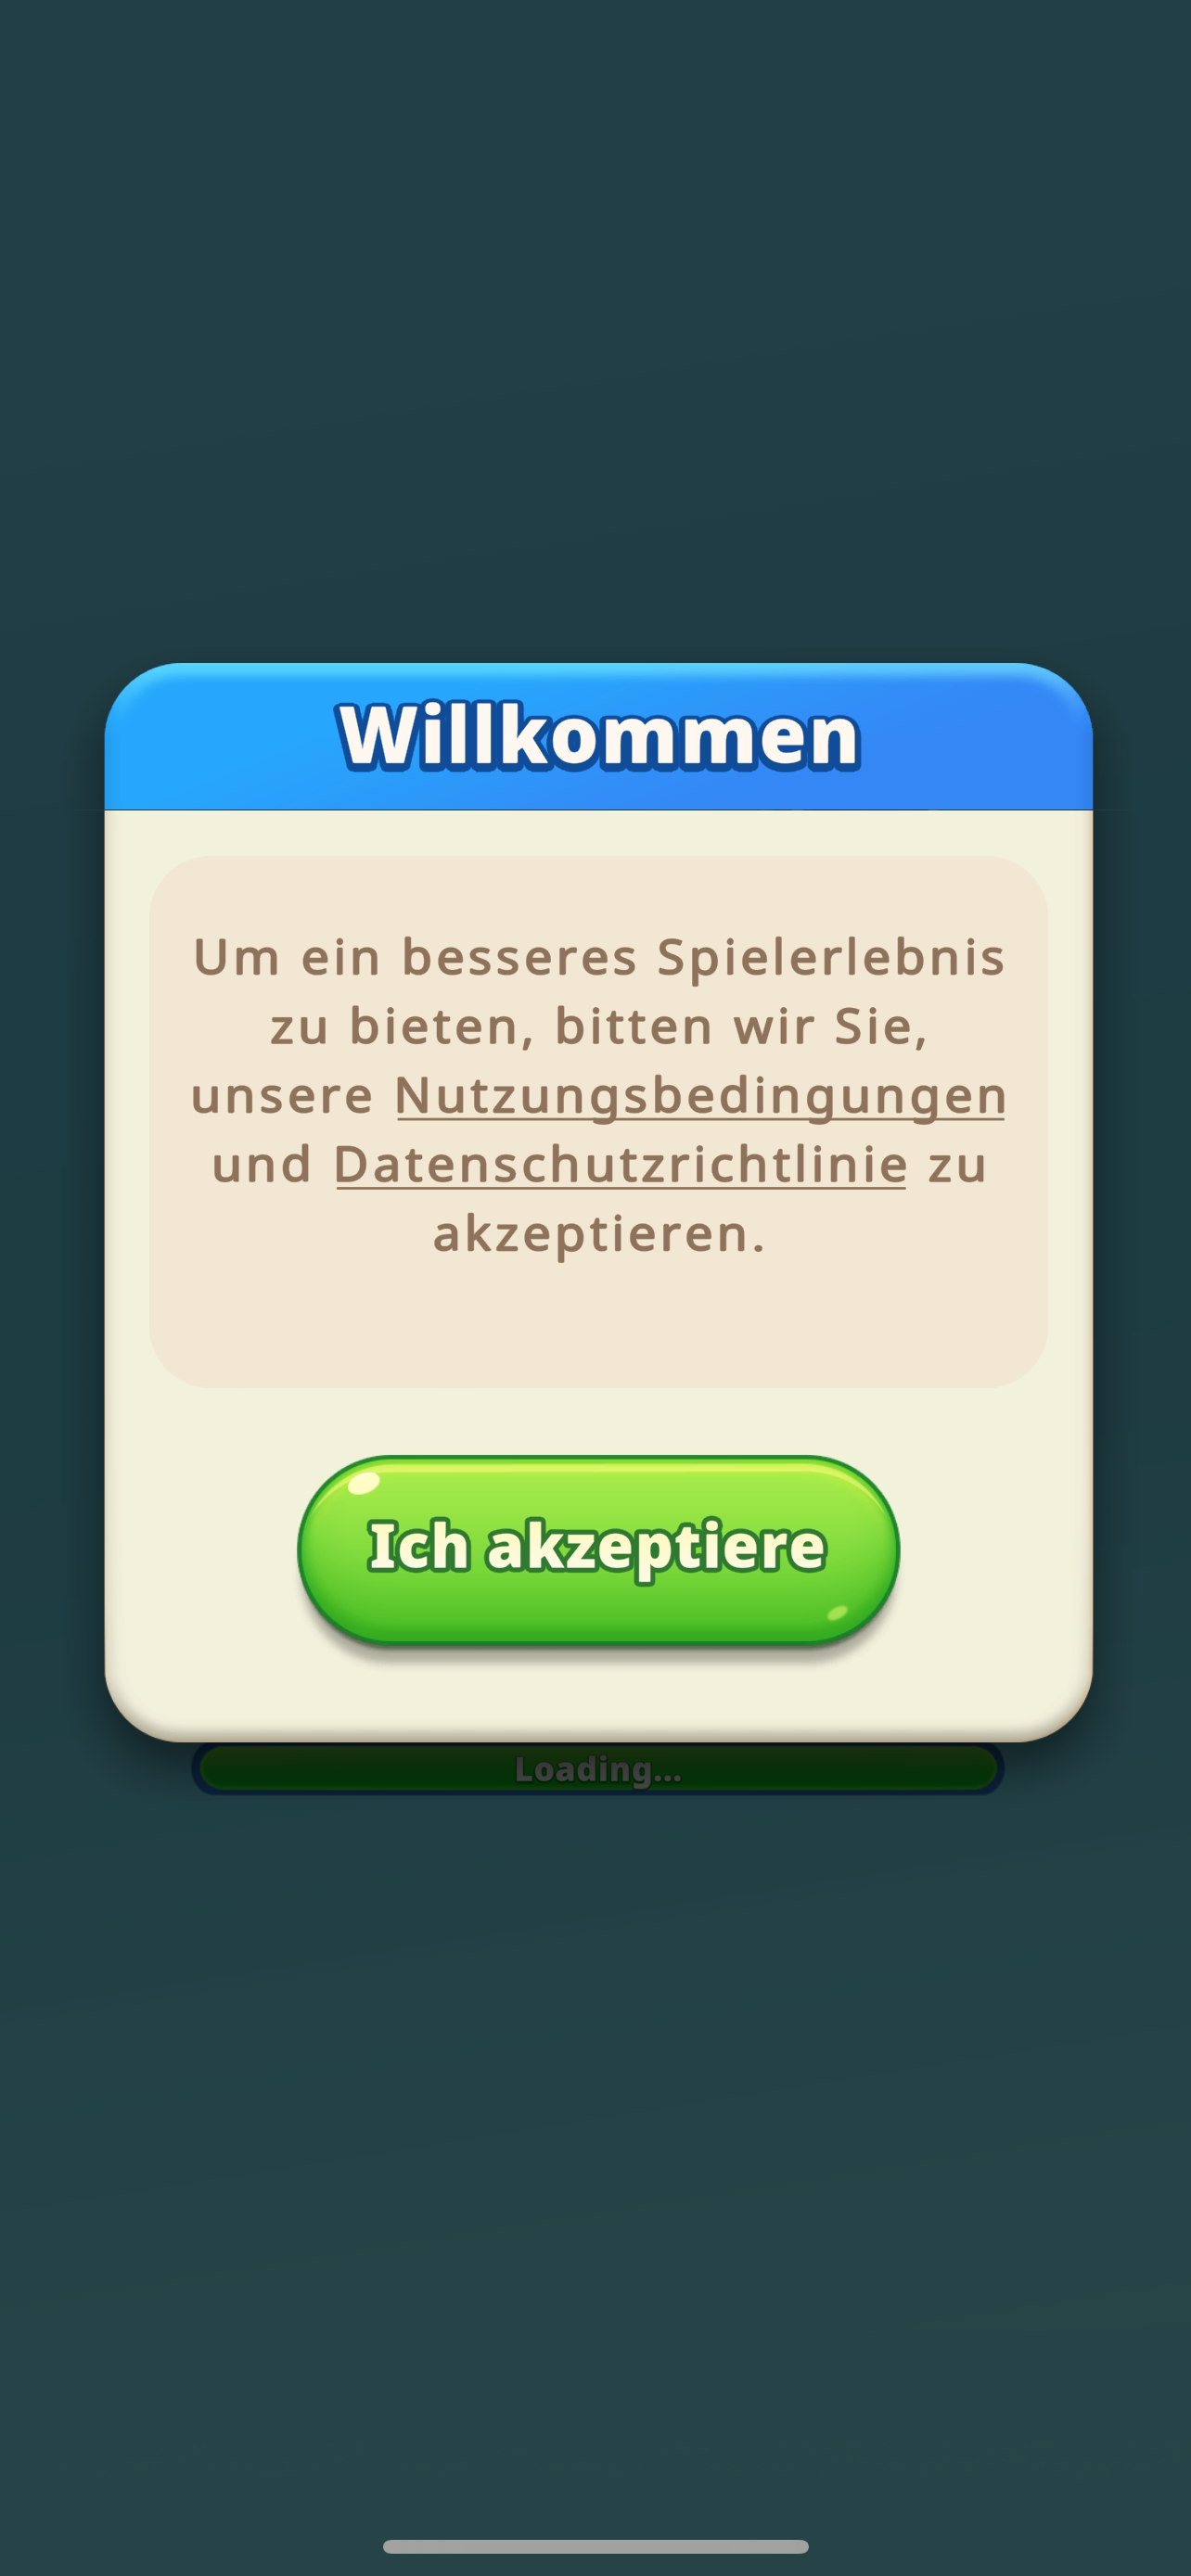 Willkommen
Um ein besseres Spielerlebnis
zu bieten, bitten wir Sie,
unsere Nutzungsbedingungen
und Datenschutzrichtlinie zu
akzeptieren.
Ich akzeptiere
Loading...